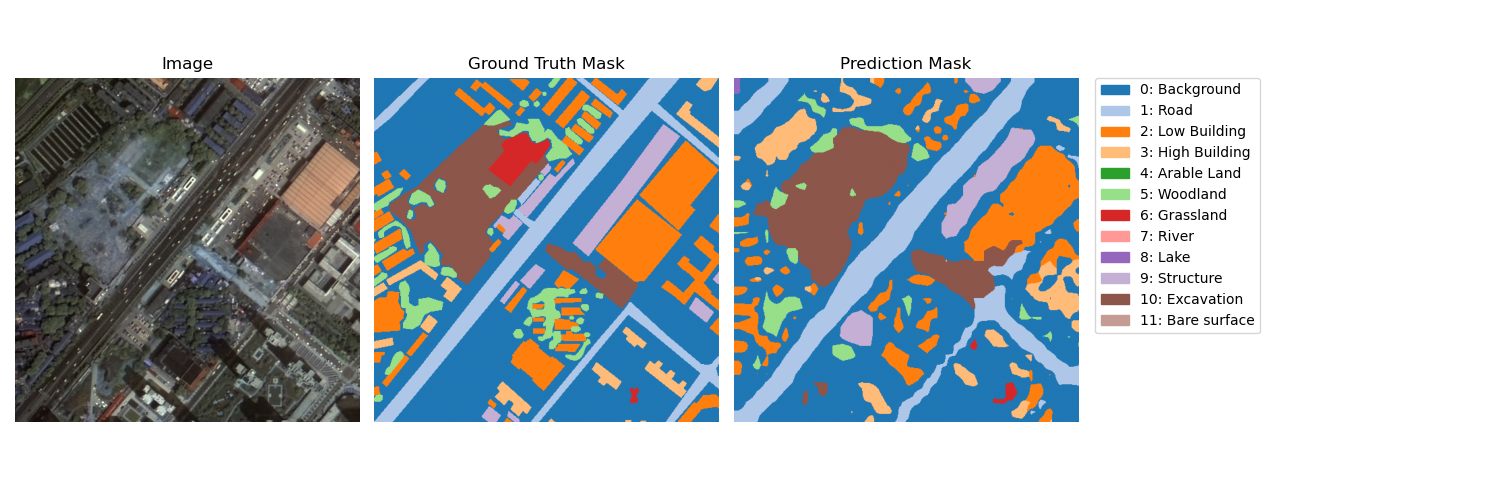 Image
Ground Truth Mask
Prediction Mask
0: Background
1: Road
2: Low Building
3: High Building
4: Arable Land
5: Woodland
6: Grassland
7: River
8: Lake
9: Structure
10: Excavation
11: Bare surface